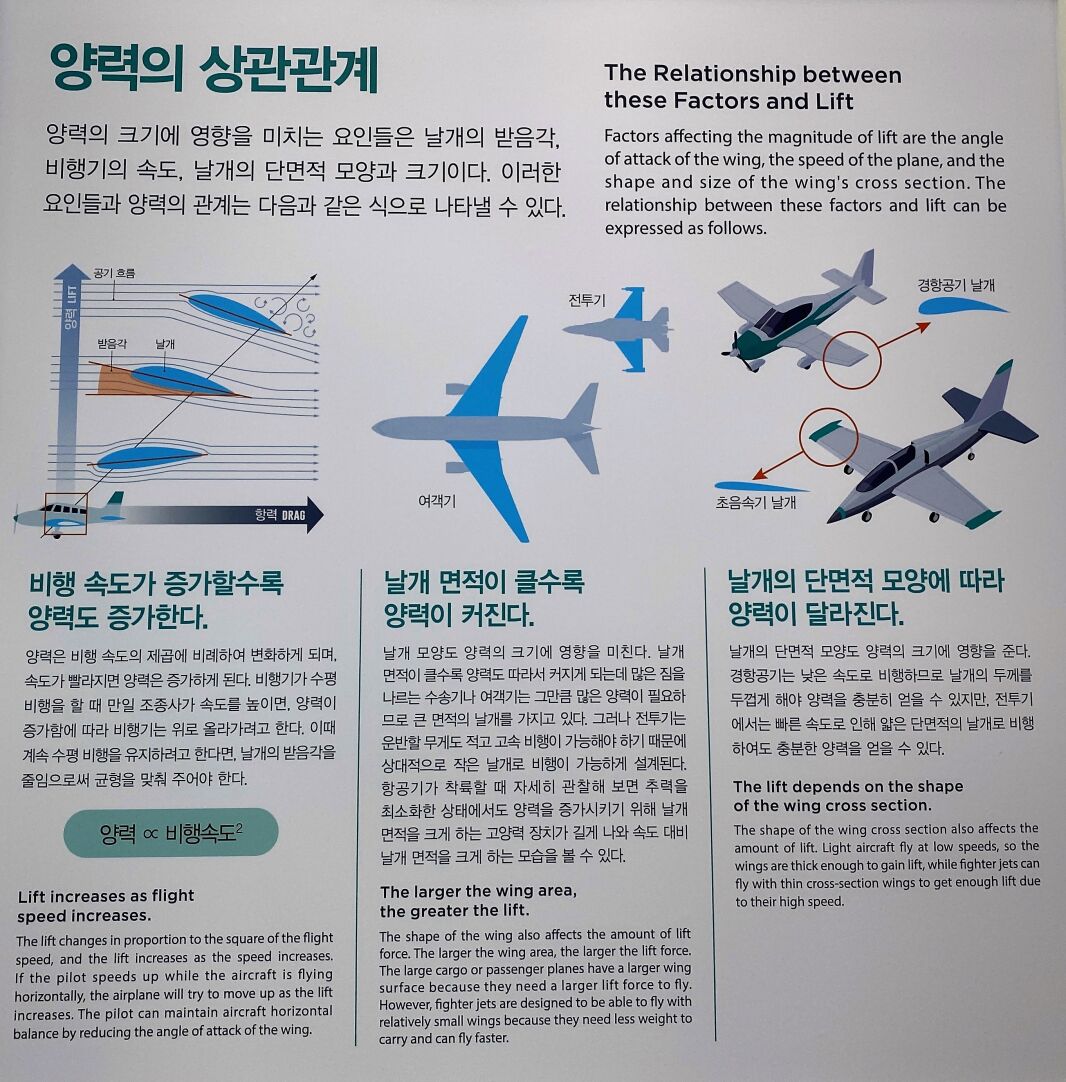 양력의 상관관계
양력의 크기에 영향을 미치는 요인들은 날개의 받음각,
비행기의 속도, 날개의 단면적 모양과 크기이다. 이러한
요인들과 양력의 관계는 다음과 같은 식으로 나타낼 수 있다.
The Relationship between
these Factors and Lift
Factors affecting the magnitude of lift are the angle
of attack of the wing, the speed of the plane, and the
shape and size of the wing's cross section. The
relationship between these factors and lift can be
expressed as follows.
양력 LIFT
공기 흐름
받음각
날개
항력 DRAG
전투기
여객기
경항공기 날개
초음속기 날개
비행 속도가 증가할수록
양력도 증가한다.
양력은 비행 속도의 제곱에 비례하여 변화하게 되며,
속도가 빨라지면 양력은 증가하게 된다. 비행기가 수평
비행을 할 때 만일 조종사가 속도를 높이면, 양력이
증가함에 따라 비행기는 위로 올라가려고 한다. 이때
계속 수평 비행을 유지하려고 한다면, 날개의 받음각을
줄임으로써 균형을 맞춰 주어야 한다.
양력 ∝ 비행속도²
Lift increases as flight
speed increases.
The lift changes in proportion to the square of the flight
speed, and the lift increases as the speed increases.
If the pilot speeds up while the aircraft is flying
horizontally, the airplane will try to move up as the lift
increases. The pilot can maintain aircraft horizontal
balance by reducing the angle of attack of the wing.
날개 면적이 클수록
양력이 커진다.
날개 모양도 양력의 크기에 영향을 미친다. 날개
면적이 클수록 양력도 따라서 커지게 되는데 많은 짐을
나르는 수송기나 여객기는 그만큼 많은 양력이 필요하
므로 큰 면적의 날개를 가지고 있다. 그러나 전투기는
운반할 무게도 적고 고속 비행이 가능해야 하기 때문에
상대적으로 작은 날개로 비행이 가능하게 설계된다.
항공기가 착륙할 때 자세히 관찰해 보면 추력을
최소화한 상태에서도 양력을 증가시키기 위해 날개
면적을 크게 하는 고양력 장치가 길게 나와 속도 대비
날개 면적을 크게 하는 모습을 볼 수 있다.
The larger the wing area,
the greater the lift.
The shape of the wing also affects the amount of lift
force. The larger the wing area, the larger the lift force.
The large cargo or passenger planes have a larger wing
surface because they need a larger lift force to fly.
However, fighter jets are designed to be able to fly with
relatively small wings because they need less weight to
carry and can fly faster.
날개의 단면적 모양에 따라
양력이 달라진다.
날개의 단면적 모양도 양력의 크기에 영향을 준다.
경항공기는 낮은 속도로 비행하므로 날개의 두께를
두껍게 해야 양력을 충분히 얻을 수 있지만, 전투기
에서는 빠른 속도로 인해 얇은 단면적의 날개로 비행
하여도 충분한 양력을 얻을 수 있다.
The lift depends on the shape
of the wing cross section.
The shape of the wing cross section also affects the
amount of lift. Light aircraft fly at low speeds, so the
wings are thick enough to gain lift, while fighter jets can
fly with thin cross-section wings to get enough lift due
to their high speed.